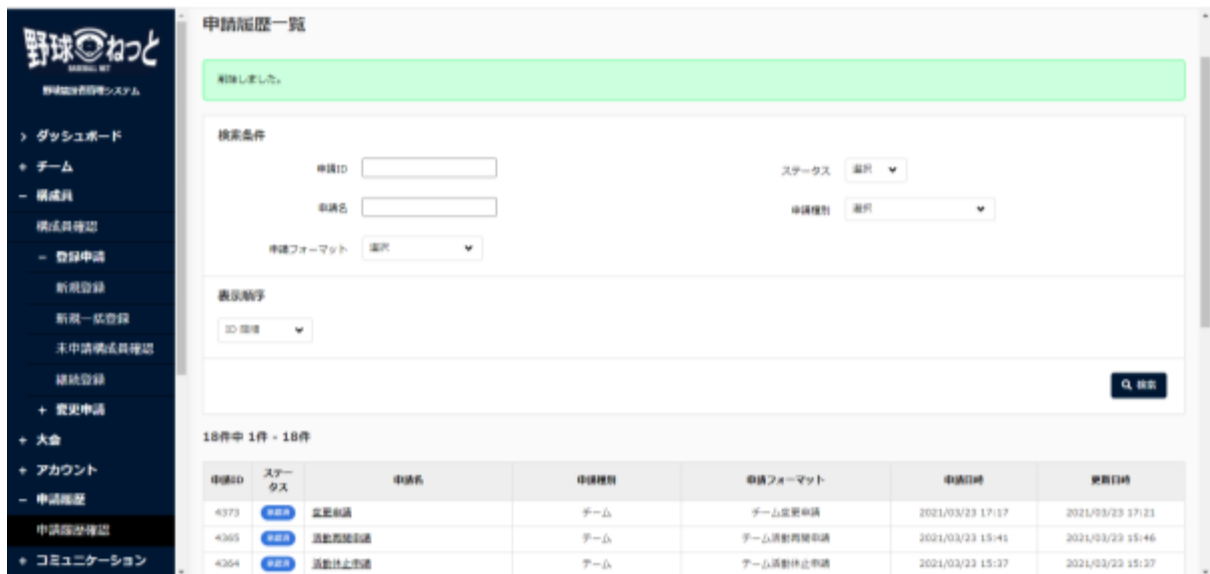 申請履歴一覧
野球ねっと
BASEBALL NET
野球競技者管理システム
削除しました。
> ダッシュボード
+ チーム
− 構成員
構成員確認
− 登録申請
新規登録
新規一括登録
未申請構成員確認
継続登録
+ 変更申請
+ 大会
+ アカウント
− 申請履歴
申請履歴確認
+ コミュニケーション
検索条件
申請ID
ステータス 選択
申請名
申請種別 選択
申請フォーマット 選択
表示順序
ID 降順
検索
18件中 1件 - 18件
申請ID ステータス 申請名 申請種別 申請フォーマット 申請日時 更新日時
4373 承認済 変更申請 チーム チーム変更申請 2021/03/23 17:17 2021/03/23 17:21
4365 承認済 活動再開申請 チーム チーム活動再開申請 2021/03/23 15:41 2021/03/23 15:46
4364 承認済 活動休止申請 チーム チーム活動休止申請 2021/03/23 15:37 2021/03/23 15:37